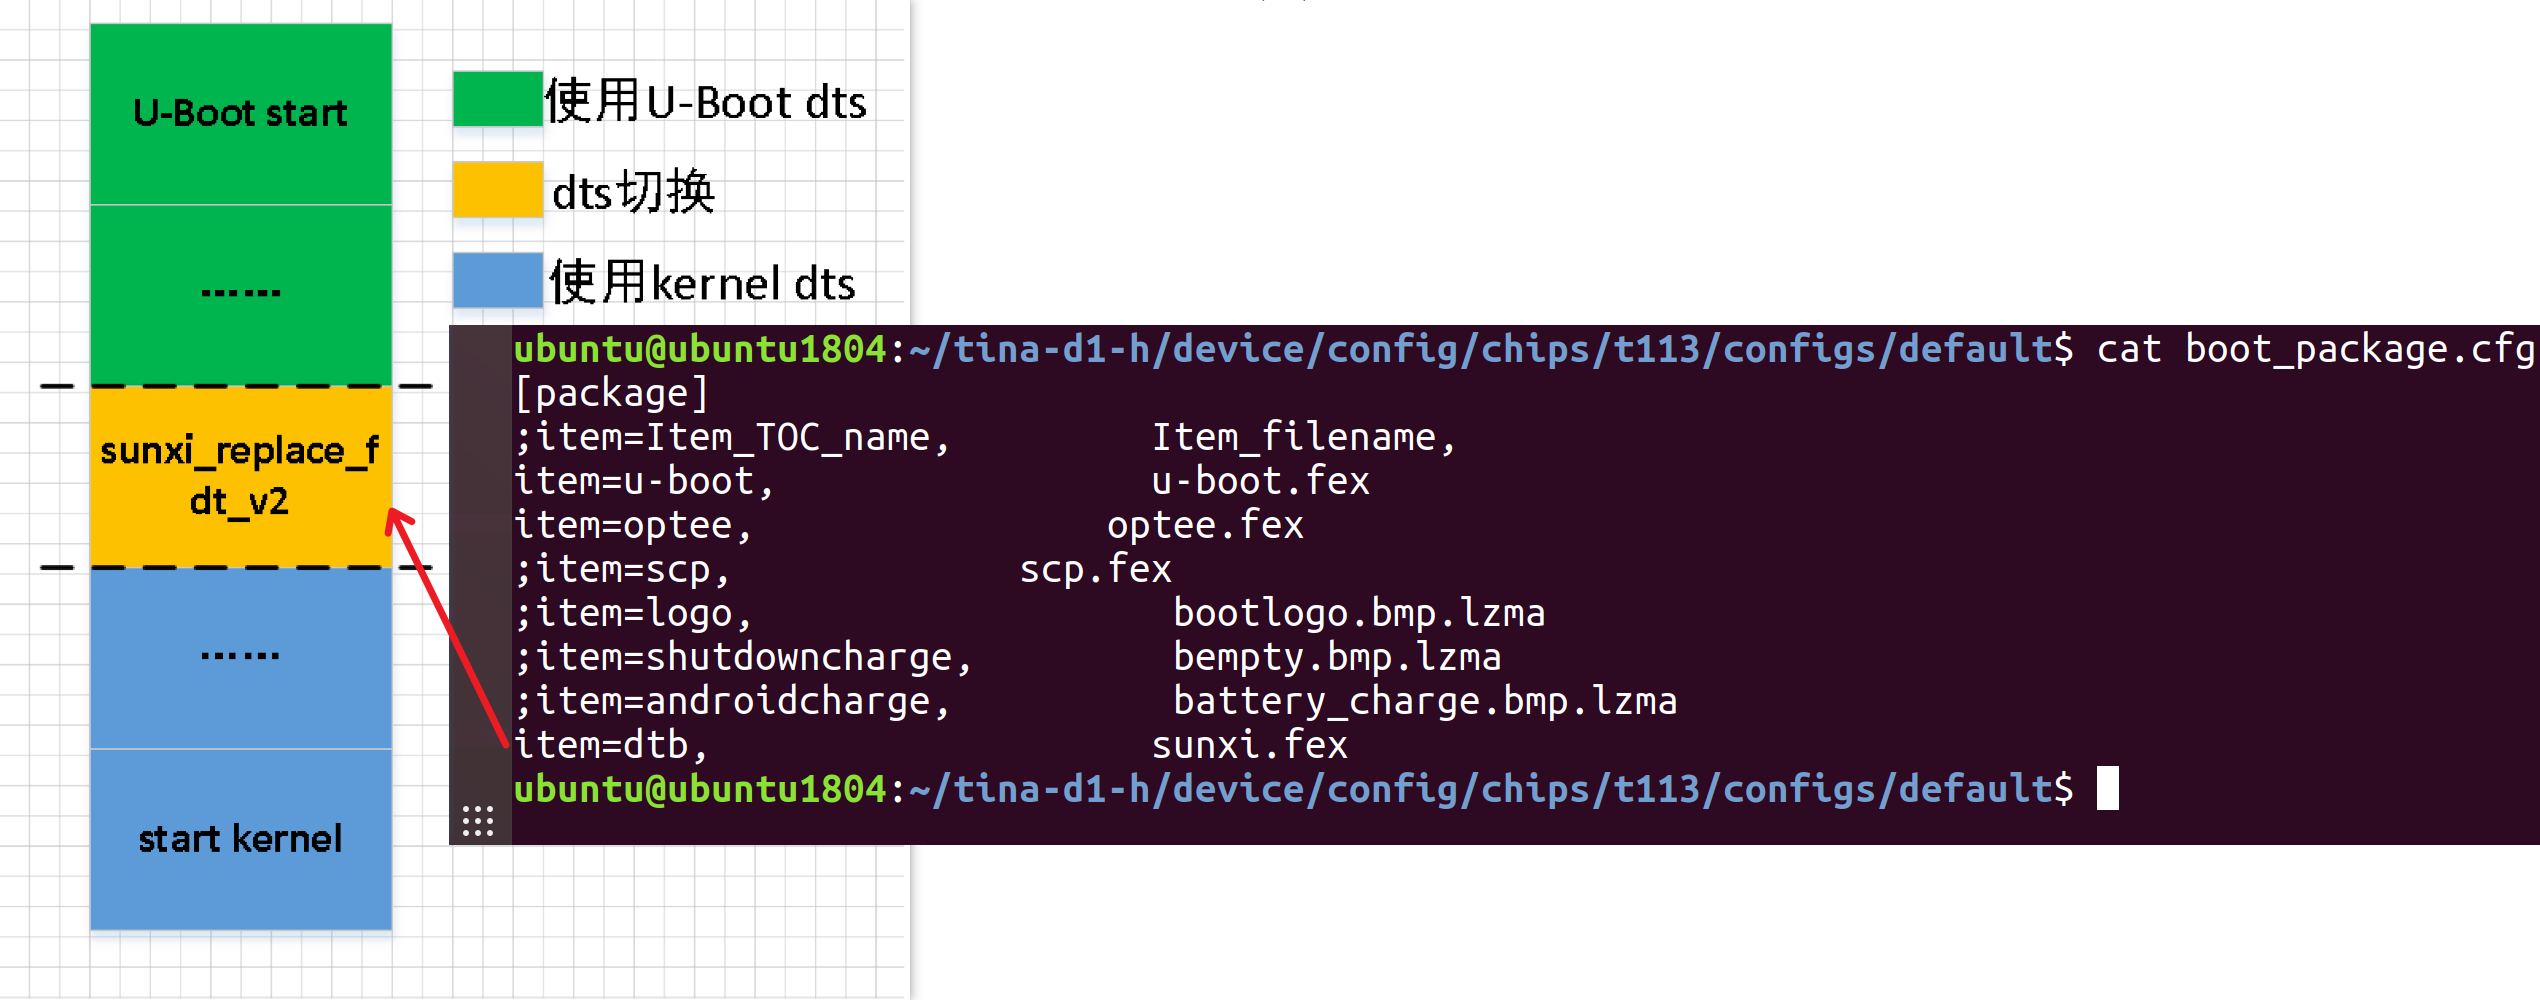 U-Boot start
……
sunxi_replace_f
dt_v2
……
start kernel
使用U-Boot dts
dts切换
使用kernel dts
ubuntu@ubuntu1804:~/tina-d1-h/device/config/chips/t113/configs/default$ cat boot_package.cfg
[package]
;item=Item_TOC_name,         Item_filename,
item=u-boot,                 u-boot.fex
item=optee,                optee.fex
;item=scp,             scp.fex
;item=logo,                   bootlogo.bmp.lzma
;item=shutdowncharge,         bempty.bmp.lzma
;item=androidcharge,          battery_charge.bmp.lzma
item=dtb,                    sunxi.fex
ubuntu@ubuntu1804:~/tina-d1-h/device/config/chips/t113/configs/default$